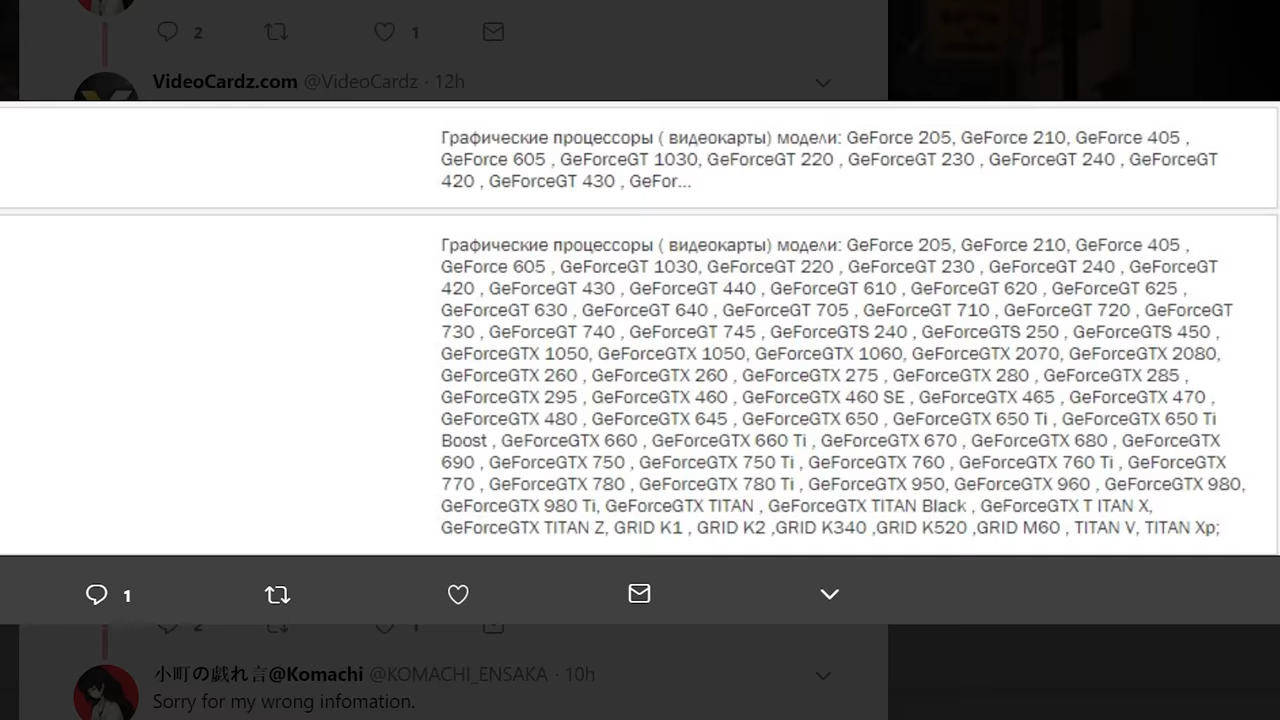 2 1
VideoCardz.com @VideoCardz · 12h
Графические процессоры ( видеокарты) модели: GeForce 205, GeForce 210, GeForce 405 ,
GeForce 605 , GeForceGT 1030, GeForceGT 220 , GeForceGT 230 , GeForceGT 240 , GeForceGT
420 , GeForceGT 430 , GeFor...
Графические процессоры ( видеокарты) модели: GeForce 205, GeForce 210, GeForce 405 ,
GeForce 605 , GeForceGT 1030, GeForceGT 220 , GeForceGT 230 , GeForceGT 240 , GeForceGT
420 , GeForceGT 430 , GeForceGT 440 , GeForceGT 610 , GeForceGT 620 , GeForceGT 625 ,
GeForceGT 630 , GeForceGT 640 , GeForceGT 705 , GeForceGT 710 , GeForceGT 720 , GeForceGT
730 , GeForceGT 740 , GeForceGT 745 , GeForceGTS 240 , GeForceGTS 250 , GeForceGTS 450 ,
GeForceGTX 1050, GeForceGTX 1050, GeForceGTX 1060, GeForceGTX 2070, GeForceGTX 2080,
GeForceGTX 260 , GeForceGTX 260 , GeForceGTX 275 , GeForceGTX 280 , GeForceGTX 285 ,
GeForceGTX 295 , GeForceGTX 460 , GeForceGTX 460 SE , GeForceGTX 465 , GeForceGTX 470 ,
GeForceGTX 480 , GeForceGTX 645 , GeForceGTX 650 , GeForceGTX 650 Ti , GeForceGTX 650 Ti
Boost , GeForceGTX 660 , GeForceGTX 660 Ti , GeForceGTX 670 , GeForceGTX 680 , GeForceGTX
690 , GeForceGTX 750 , GeForceGTX 750 Ti , GeForceGTX 760 , GeForceGTX 760 Ti , GeForceGTX
770 , GeForceGTX 780 , GeForceGTX 780 Ti , GeForceGTX 950, GeForceGTX 960 , GeForceGTX 980,
GeForceGTX 980 Ti, GeForceGTX TITAN , GeForceGTX TITAN Black , GeForceGTX T ITAN X,
GeForceGTX TITAN Z, GRID K1 , GRID K2 ,GRID K340 ,GRID K520 ,GRID M60 , TITAN V, TITAN Xp;
1
2 1
小町の戯れ言@Komachi @KOMACHI_ENSAKA · 10h
Sorry for my wrong infomation.